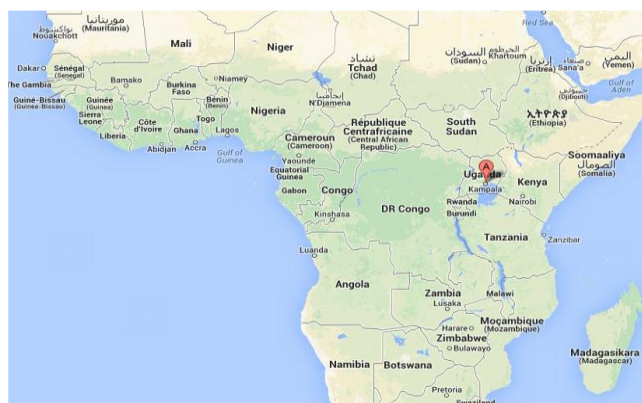 موريتانيا
(Mauritania)
نواكشوط
Nouakchott
Mali
Niger
تشاد
Tchad
(Chad)
السودان
(Sudan)
الخرطوم
Khartoum
Red Sea
إرتريا
(Eritrea)
صنعاء
Sana'a
اليمن
(Yemen)
Gulf of
Aden
جيبوتي
(Djibouti)
Dakar
Sénégal
(Senegal)
The Gambia
Bamako
Niamey
إنجامينا
N'Djamena
Guiné-Bissau
(Guinea-Bissau)
Guinée
(Guinea)
Burkina
Faso
Bénin
(Benin)
Nigeria
Sierra
Leone
Liberia
Côte
d'Ivoire
Ghana
Togo
Lagos
Abidjan
Accra
Gulf of
Guinea
Cameroun
(Cameroon)
Yaounde
République
Centrafricaine
(Central African
Republic)
South
Sudan
ኢትዮጵያ
(Ethiopia)
Soomaaliya
الصومال
(Somalia)
Equatorial
Guinea
Gabon
Congo
DR Congo
A
Uganda
Kampala
Kenya
Nairobi
Rwanda
Burundi
Kinshasa
Tanzania
Zanzibar
Luanda
Angola
Zambia
Lusaka
Malawi
Moçambique
(Mozambique)
Harare
Zimbabwe
Bulawayo
Namibia
Botswana
Madagasikara
(Madagascar)
Pretoria
Swaziland